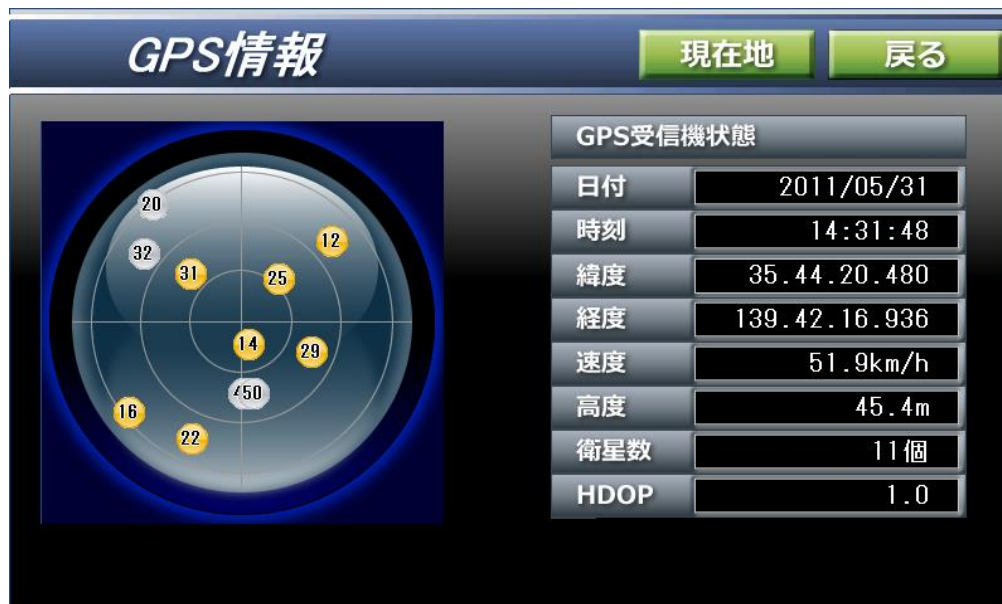 GPS情報
現在地
戻る
GPS受信機状態
日付 2011/05/31
時刻 14:31:48
緯度 35.44.20.480
経度 139.42.16.936
速度 51.9km/h
高度 45.4m
衛星数 11個
HDOP 1.0
20
12
32
31
25
14
29
50
16
22